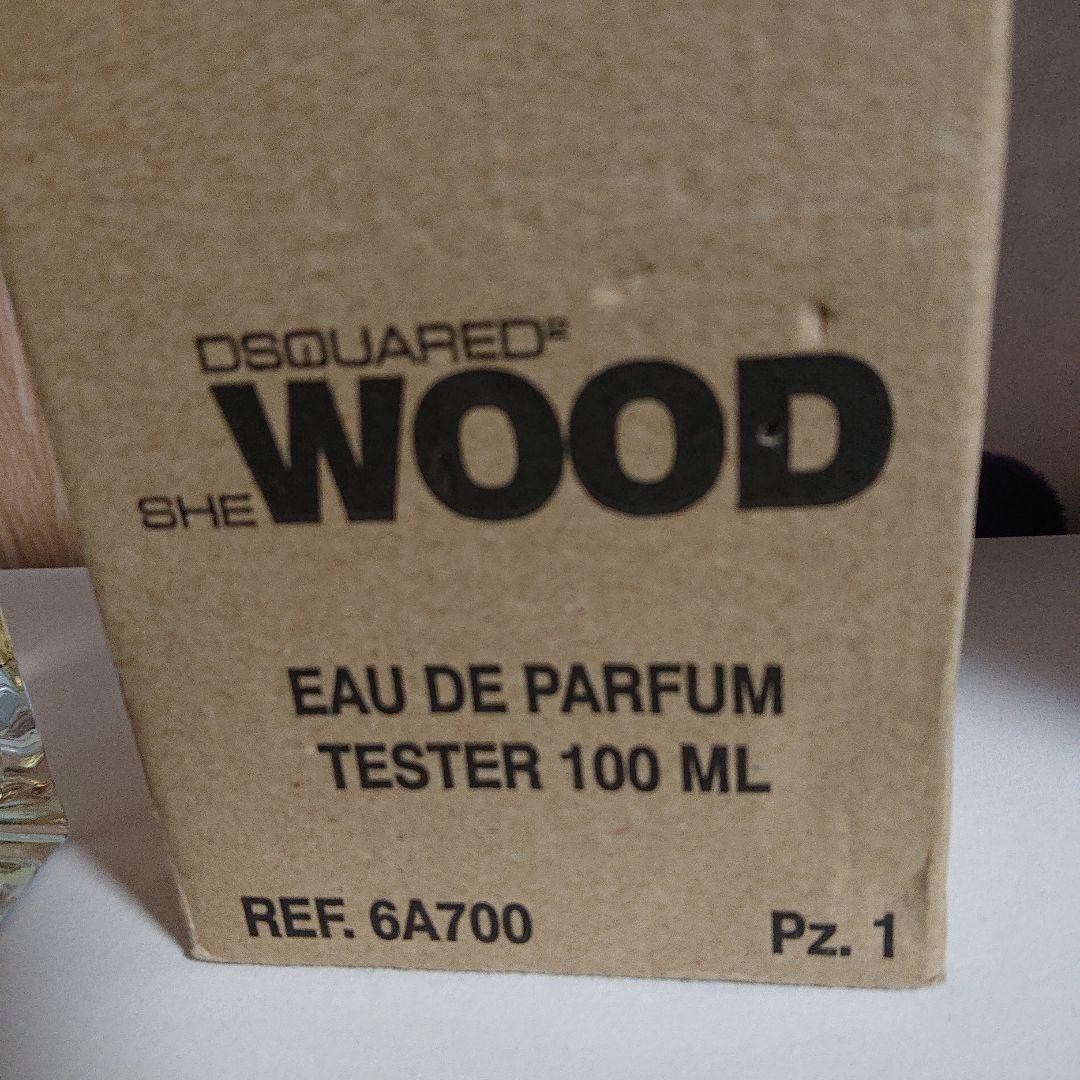 DSQUARED²
SHE WOOD
EAU DE PARFUM
TESTER 100 ML
REF. 6A700
Pz. 1